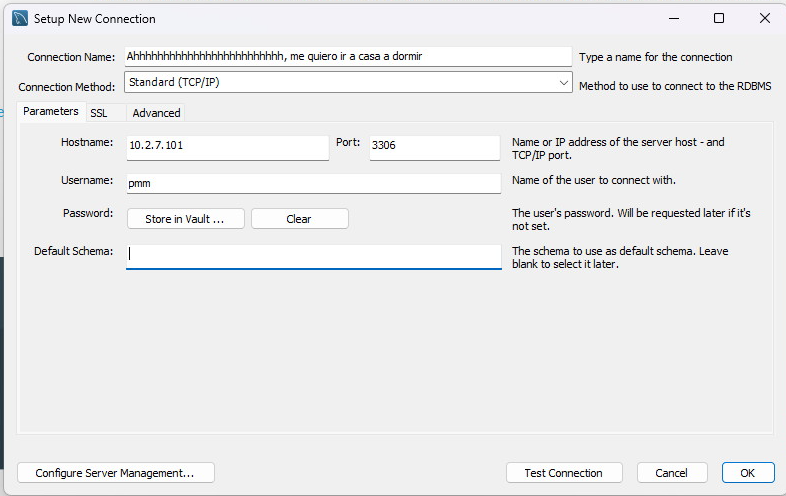 Setup New Connection
Connection Name: Ahhhhhhhhhhhhhhhhhhhhhhhhh, me quiero ir a casa a dormir Type a name for the connection
Connection Method: Standard (TCP/IP) Method to use to connect to the RDBMS
Parameters SSL Advanced
Hostname: 10.2.7.101 Port: 3306 Name or IP address of the server host - and
TCP/IP port.
Username: pmm Name of the user to connect with.
Password: Store in Vault ... Clear The user's password. Will be requested later if it's
not set.
Default Schema: The schema to use as default schema. Leave
blank to select it later.
Configure Server Management... Test Connection Cancel OK